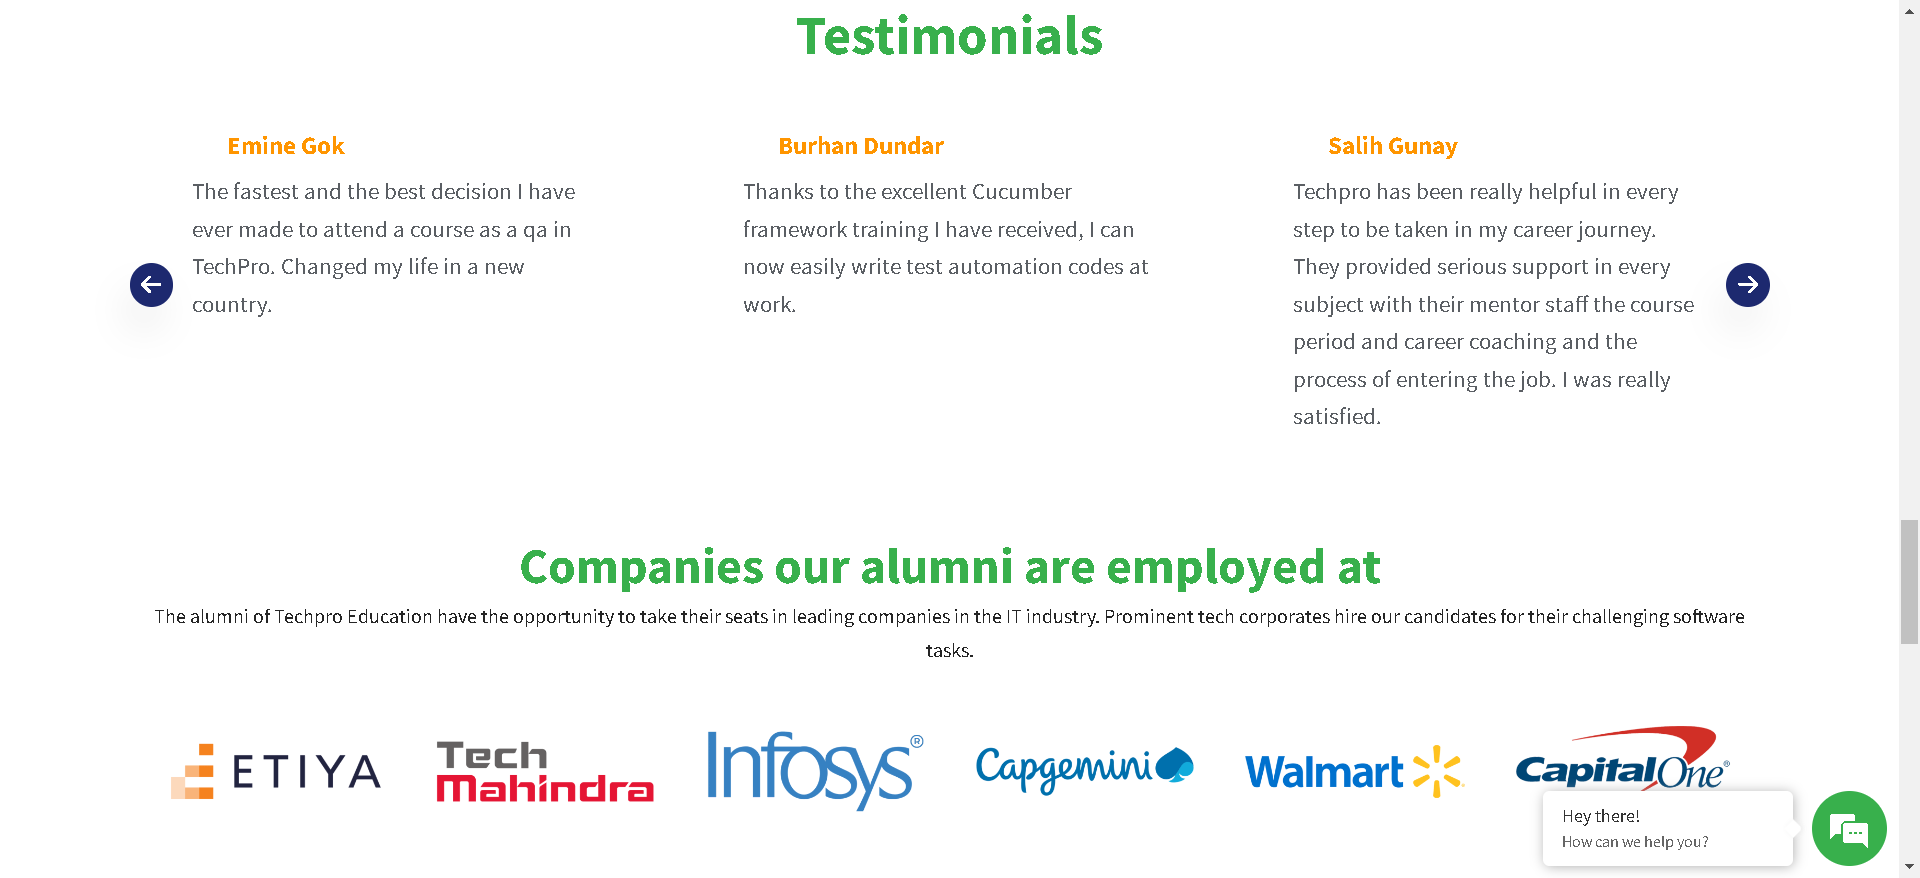 Testimonials
Emine Gok
The fastest and the best decision I have
ever made to attend a course as a qa in
TechPro. Changed my life in a new
country.
Burhan Dundar
Thanks to the excellent Cucumber
framework training I have received, I can
now easily write test automation codes at
work.
Salih Gunay
Techpro has been really helpful in every
step to be taken in my career journey.
They provided serious support in every
subject with their mentor staff the course
period and career coaching and the
process of entering the job. I was really
satisfied.
Companies our alumni are employed at
The alumni of Techpro Education have the opportunity to take their seats in leading companies in the IT industry. Prominent tech corporates hire our candidates for their challenging software
tasks.
ETIYA
Tech
Mahindra
Infosys®
Capgemini
Walmart
Capital One®
Hey there!
How can we help you?